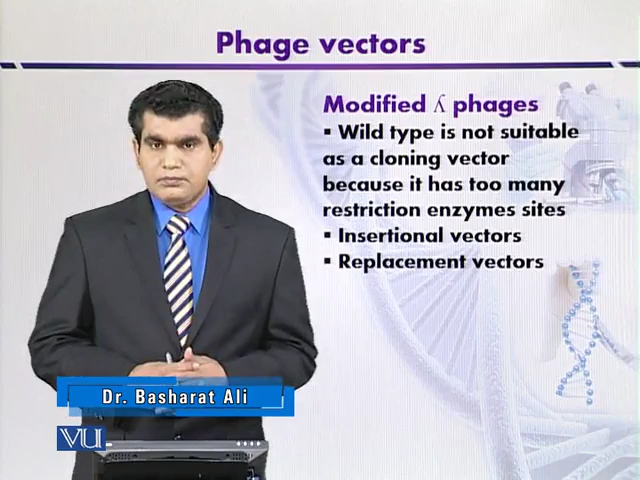 Phage vectors
Modified ʎ phages
▪ Wild type is not suitable
as a cloning vector
because it has too many
restriction enzymes sites
▪ Insertional vectors
▪ Replacement vectors
Dr. Basharat Ali
VU